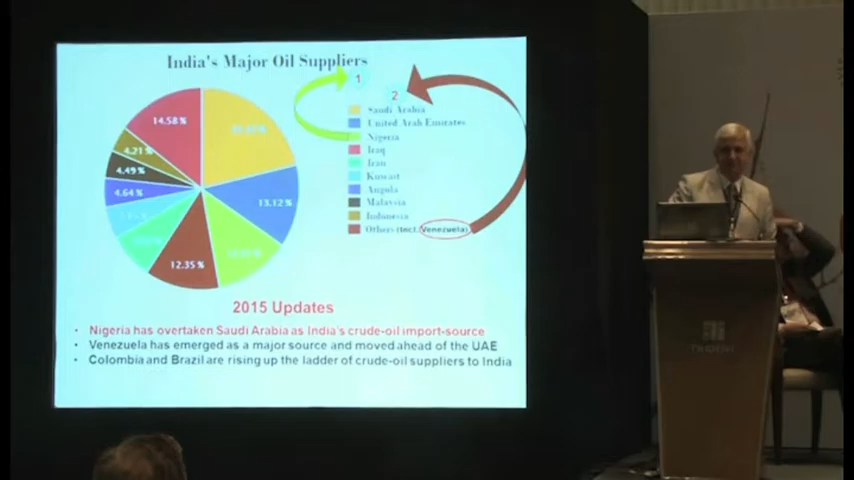 India's Major Oil Suppliers
1
2
Saudi Arabia
United Arab Emirates
Nigeria
Iraq
Iran
Kuwait
Angola
Malaysia
Indonesia
Others (Incl. Venezuela)
14.58 %
4.21 %
4.49 %
4.64 %
13.12 %
12.35 %
2015 Updates
• Nigeria has overtaken Saudi Arabia as India's crude-oil import-source
• Venezuela has emerged as a major source and moved ahead of the UAE
• Colombia and Brazil are rising up the ladder of crude-oil suppliers to India
TRIDENT